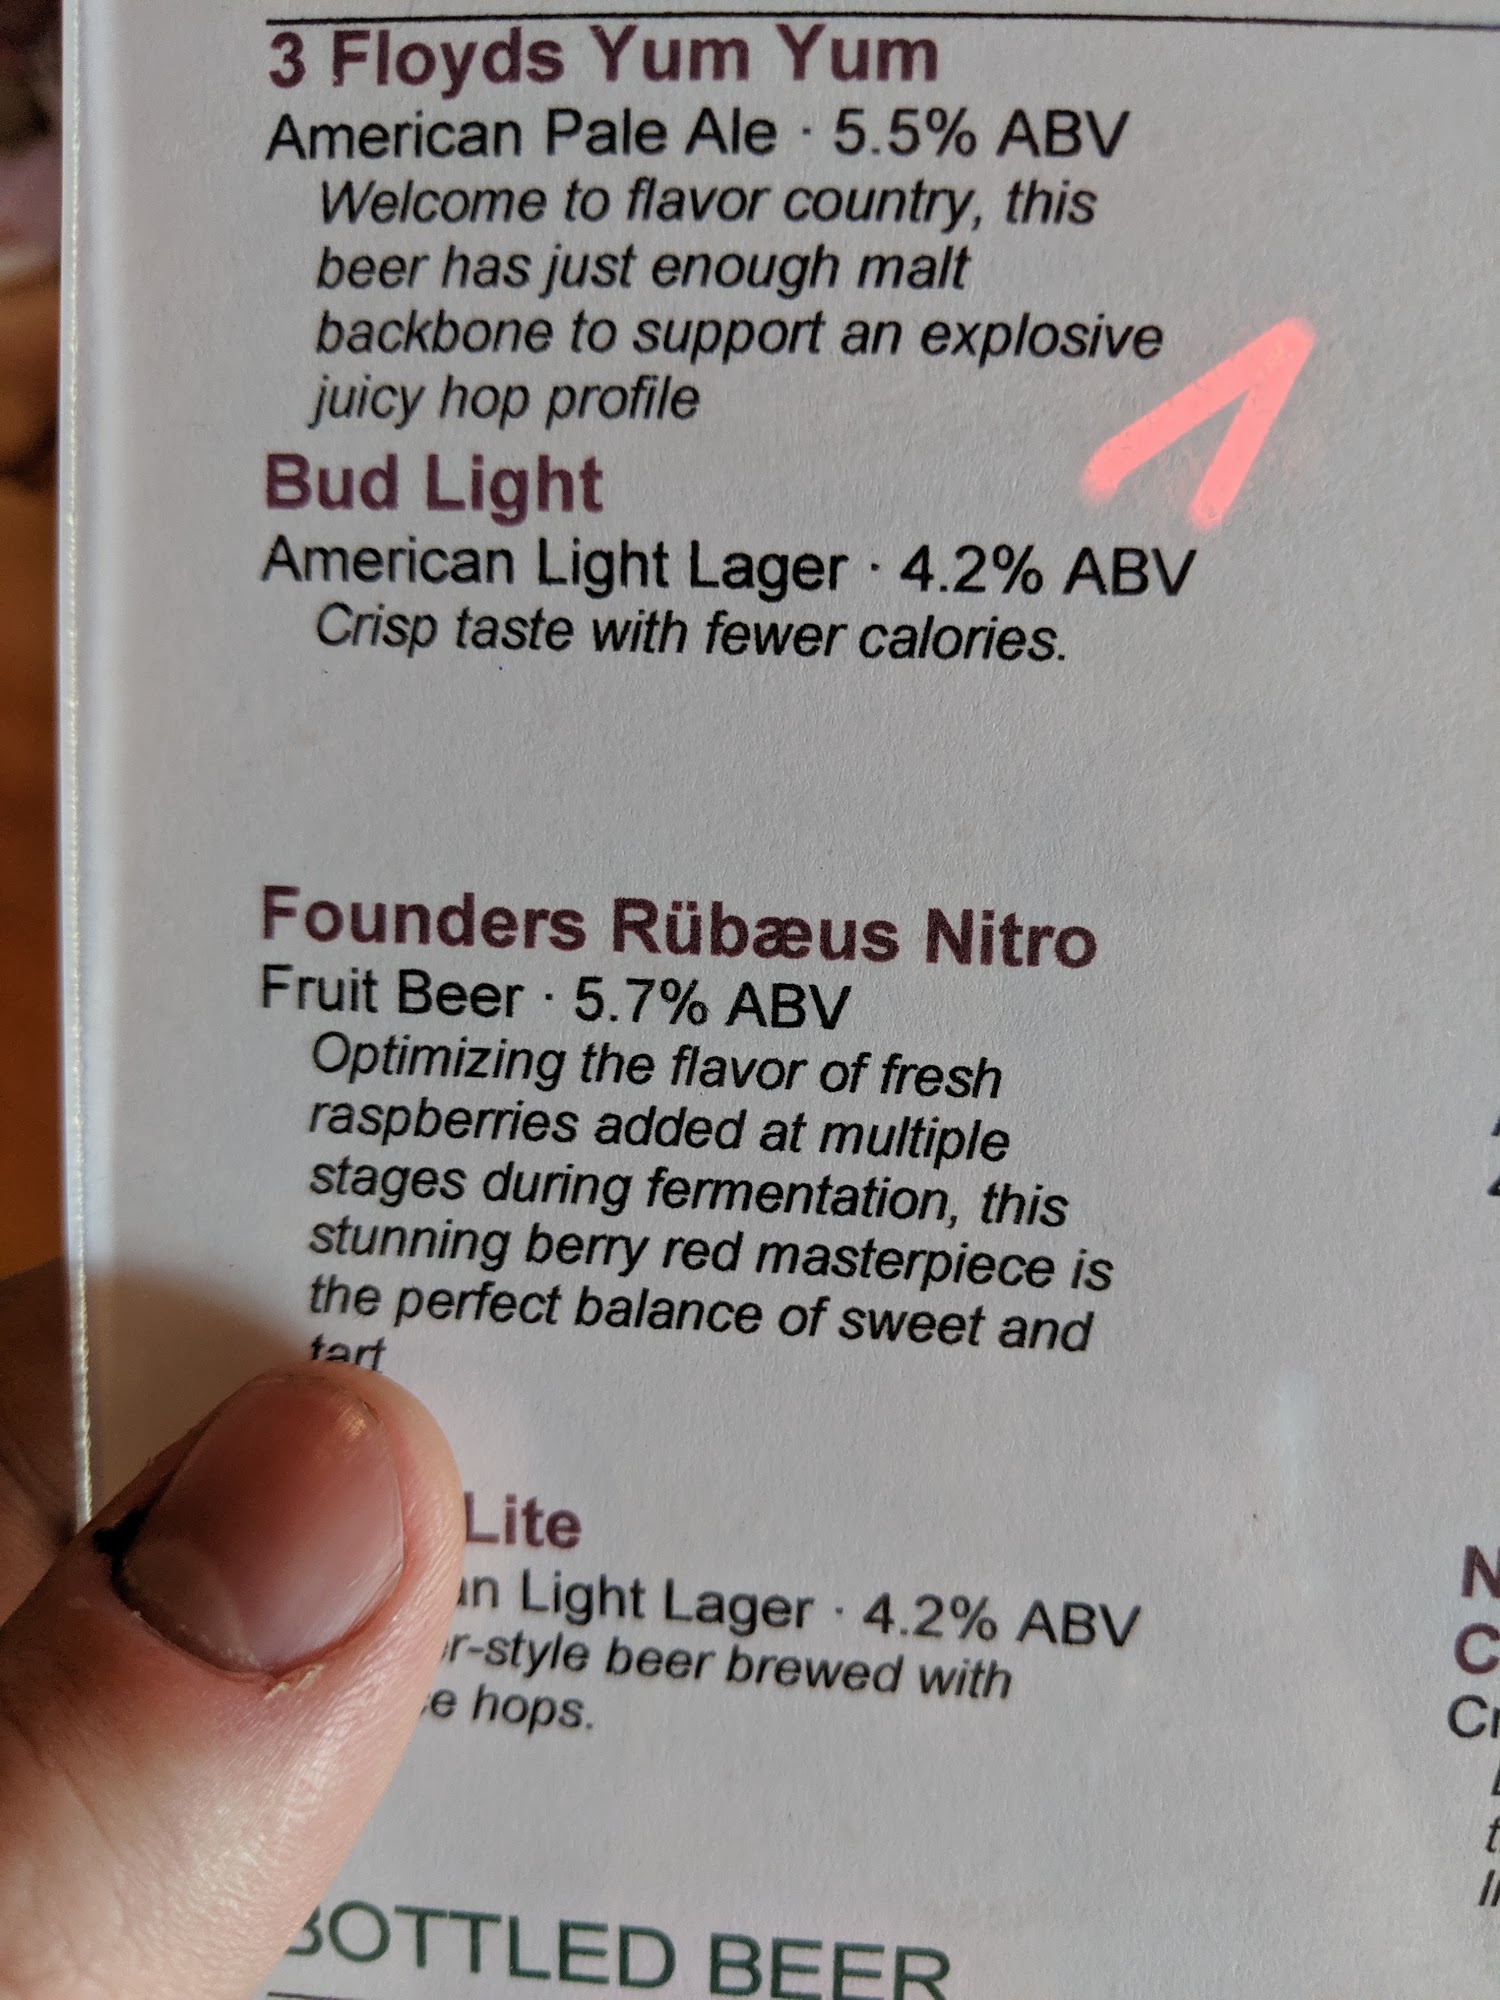 3 Floyds Yum Yum
American Pale Ale · 5.5% ABV
Welcome to flavor country, this
beer has just enough malt
backbone to support an explosive
juicy hop profile
Bud Light
American Light Lager · 4.2% ABV
Crisp taste with fewer calories.
Founders Rübæus Nitro
Fruit Beer · 5.7% ABV
Optimizing the flavor of fresh
raspberries added at multiple
stages during fermentation, this
stunning berry red masterpiece is
the perfect balance of sweet and
tart
Lite
Light Lager · 4.2% ABV
beer brewed with
hops.
BOTTLED BEER